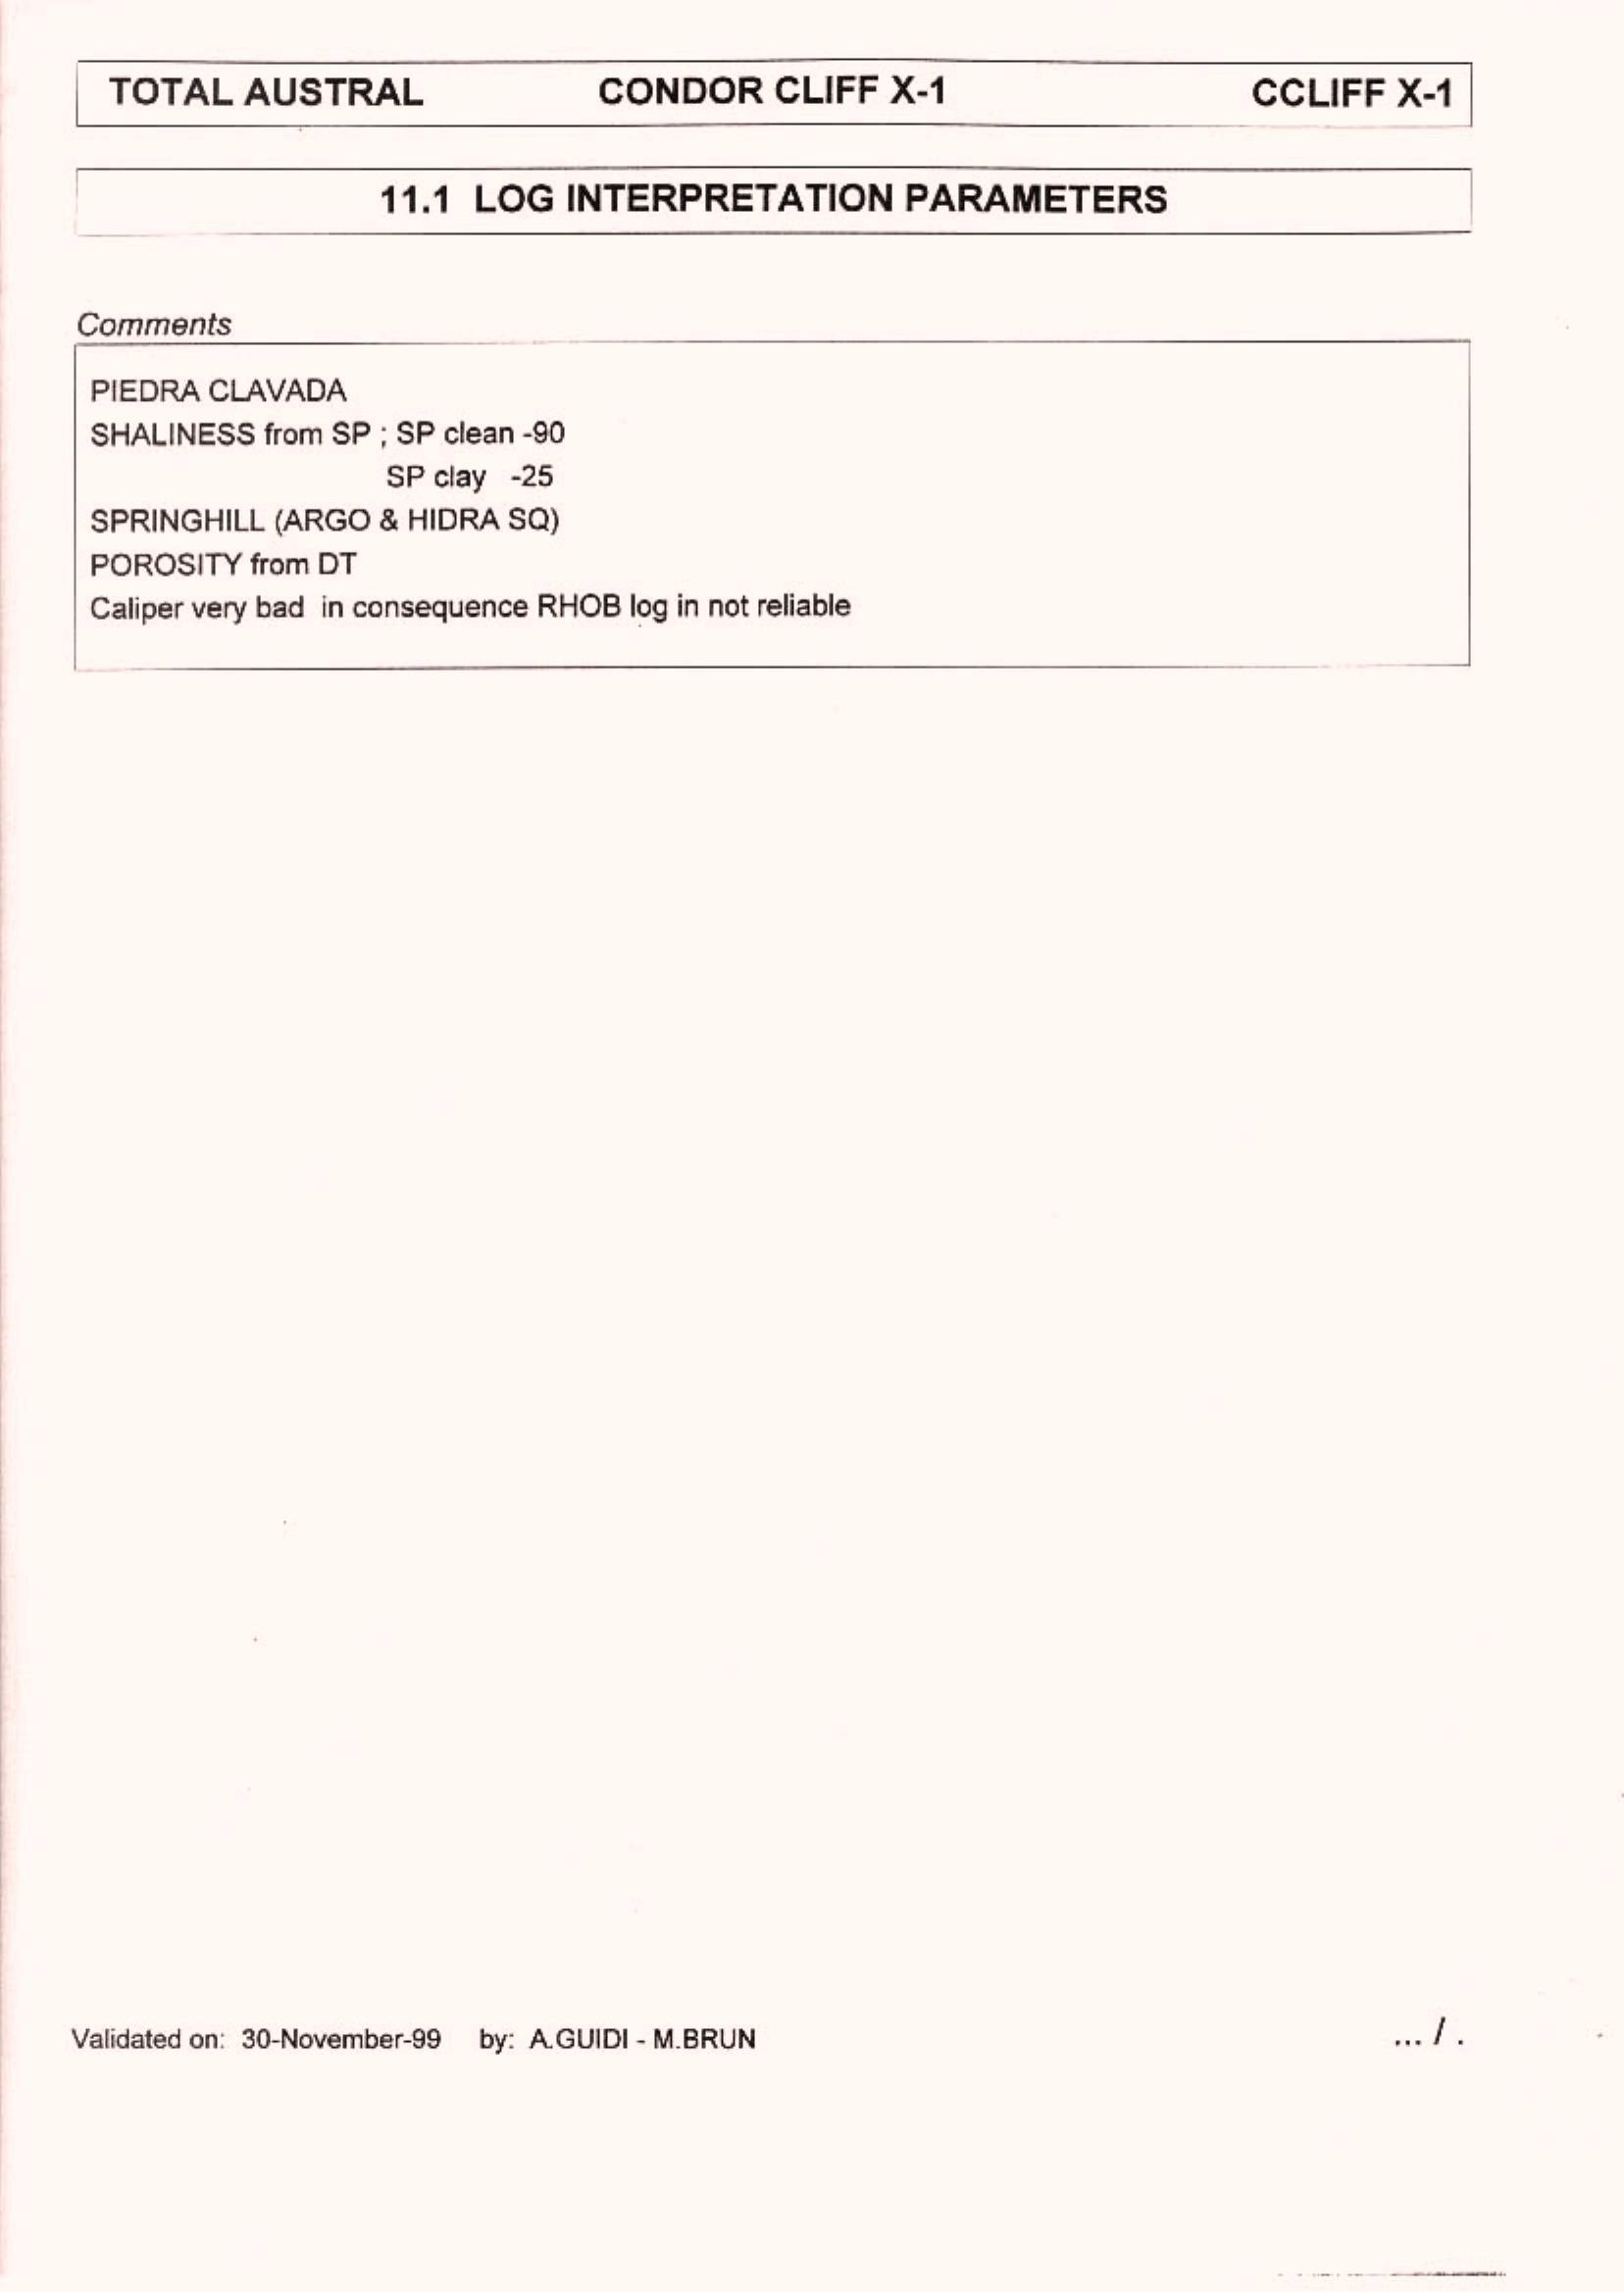 TOTAL AUSTRAL CONDOR CLIFF X-1 CCLIFF X-1
11.1 LOG INTERPRETATION PARAMETERS
Comments
PIEDRA CLAVADA
SHALINESS from SP ; SP clean -90
SP clay -25
SPRINGHILL (ARGO & HIDRA SQ)
POROSITY from DT
Caliper very bad in consequence RHOB log in not reliable
Validated on: 30-November-99 by: A.GUIDI - M.BRUN ... / .